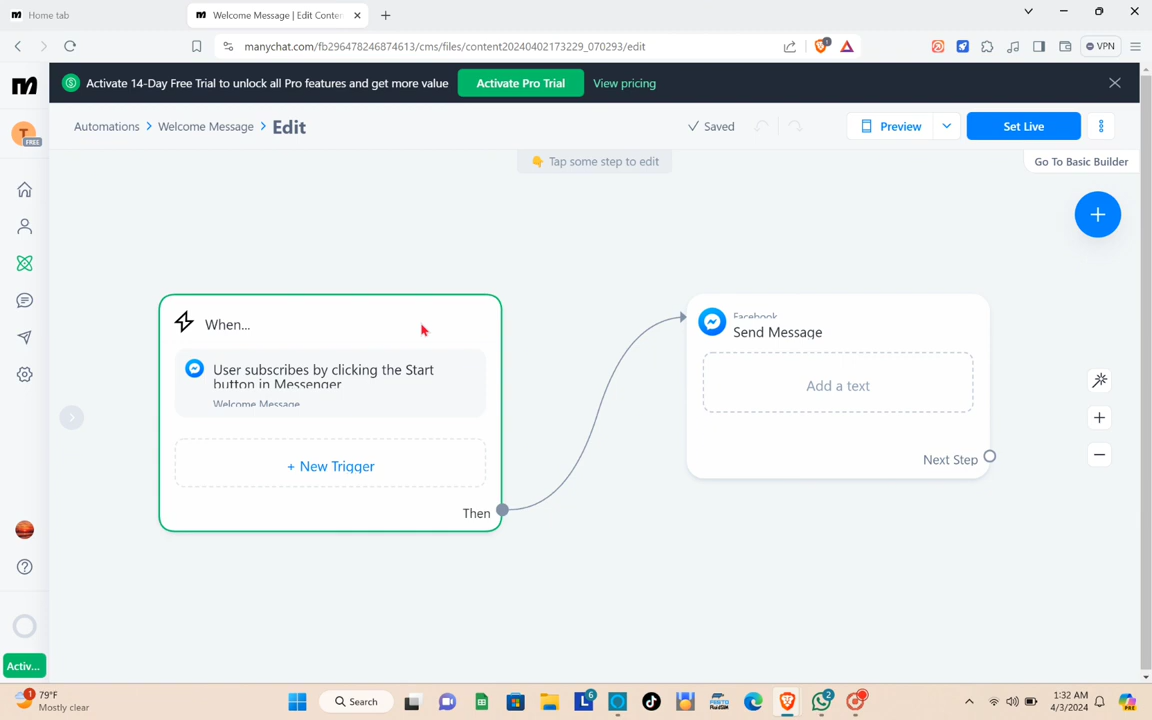 Home tab
Welcome Message | Edit Conten
manychat.com/fb296478246874613/cms/files/content20240402173229_070293/edit
VPN
Activate 14-Day Free Trial to unlock all Pro features and get more value
Activate Pro Trial
View pricing
Automations > Welcome Message > Edit
Saved
Preview
Set Live
T
FREE
👇 Tap some step to edit
Go To Basic Builder
When...
User subscribes by clicking the Start
button in Messenger
Welcome Message
+ New Trigger
Then
Facebook
Send Message
Add a text
Next Step
Activ...
79°F
Mostly clear
Search
1:32 AM
4/3/2024